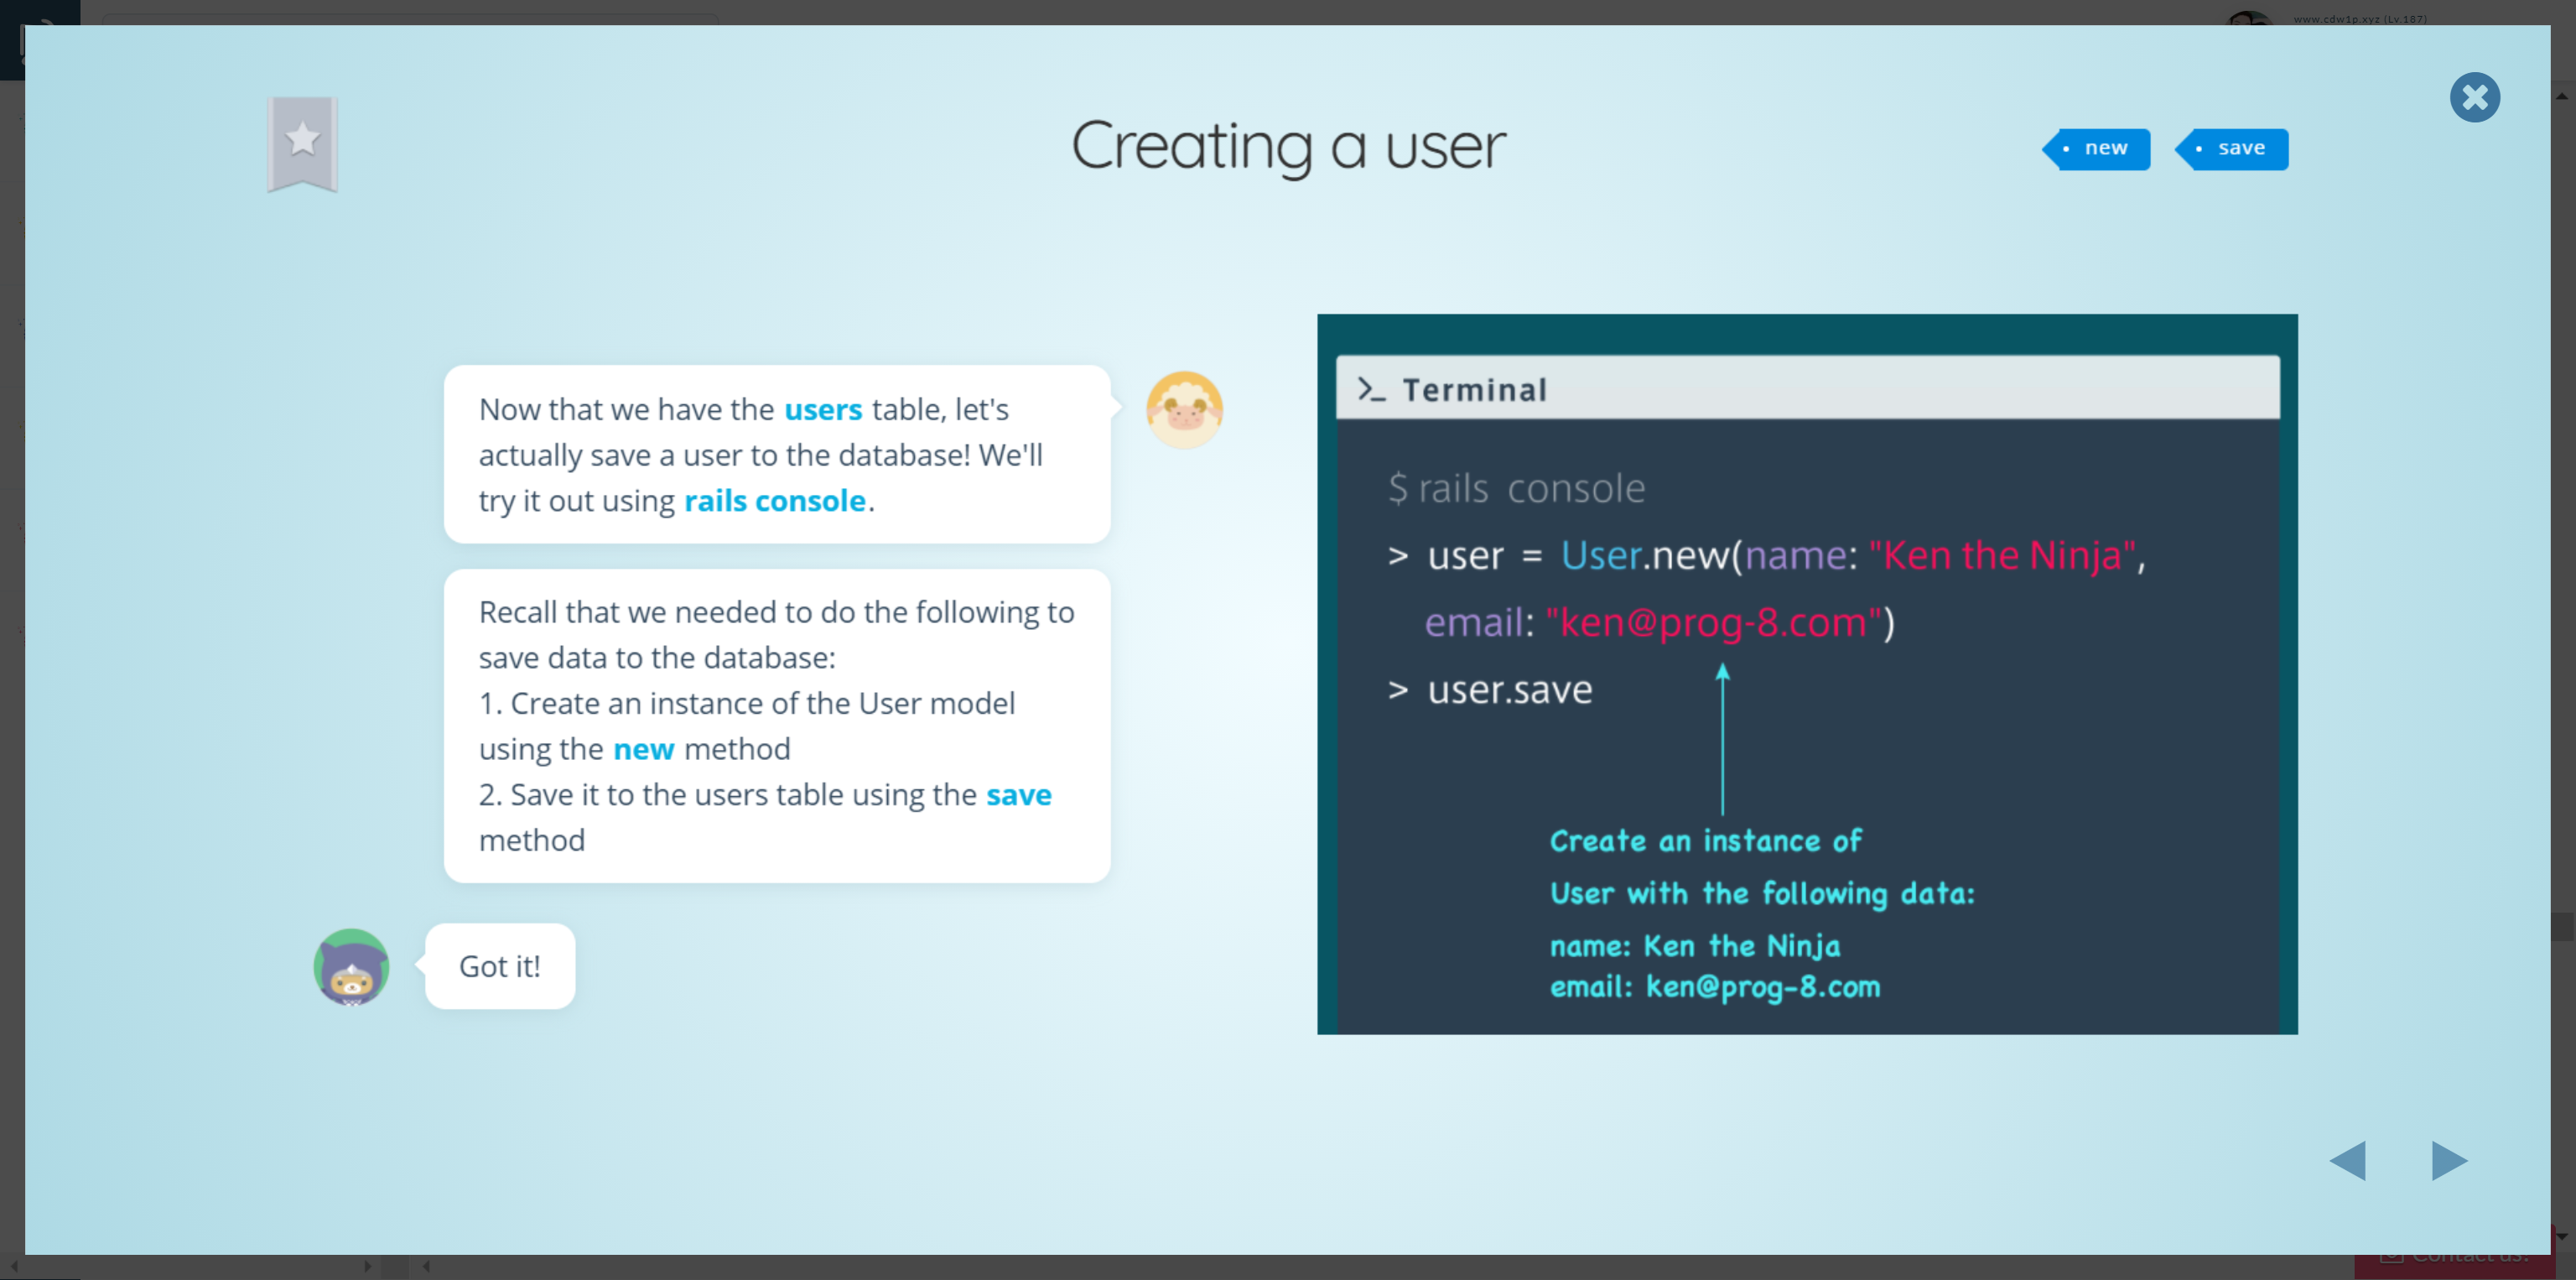 www.cdw1p.xyz (Lv.187)
Creating a user
new
save
Now that we have the users table, let's
actually save a user to the database! We'll
try it out using rails console.
Recall that we needed to do the following to
save data to the database:
1. Create an instance of the User model
using the new method
2. Save it to the users table using the save
method
Got it!
>_ Terminal
$ rails console
> user = User.new(name: "Ken the Ninja",
email: "ken@prog-8.com")
> user.save
Create an instance of
User with the following data:
name: Ken the Ninja
email: ken@prog-8.com
Contact us!